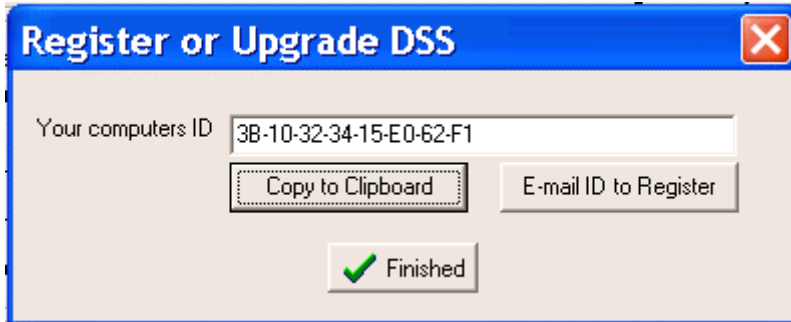 Register or Upgrade DSS
Your computers ID 3B-10-32-34-15-E0-62-F1
Copy to Clipboard E-mail ID to Register
Finished